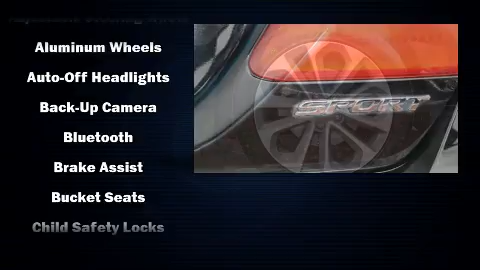 Aluminum Wheels
Auto-Off Headlights
Back-Up Camera
Bluetooth
Brake Assist
Bucket Seats
Child Safety Locks
SPORT